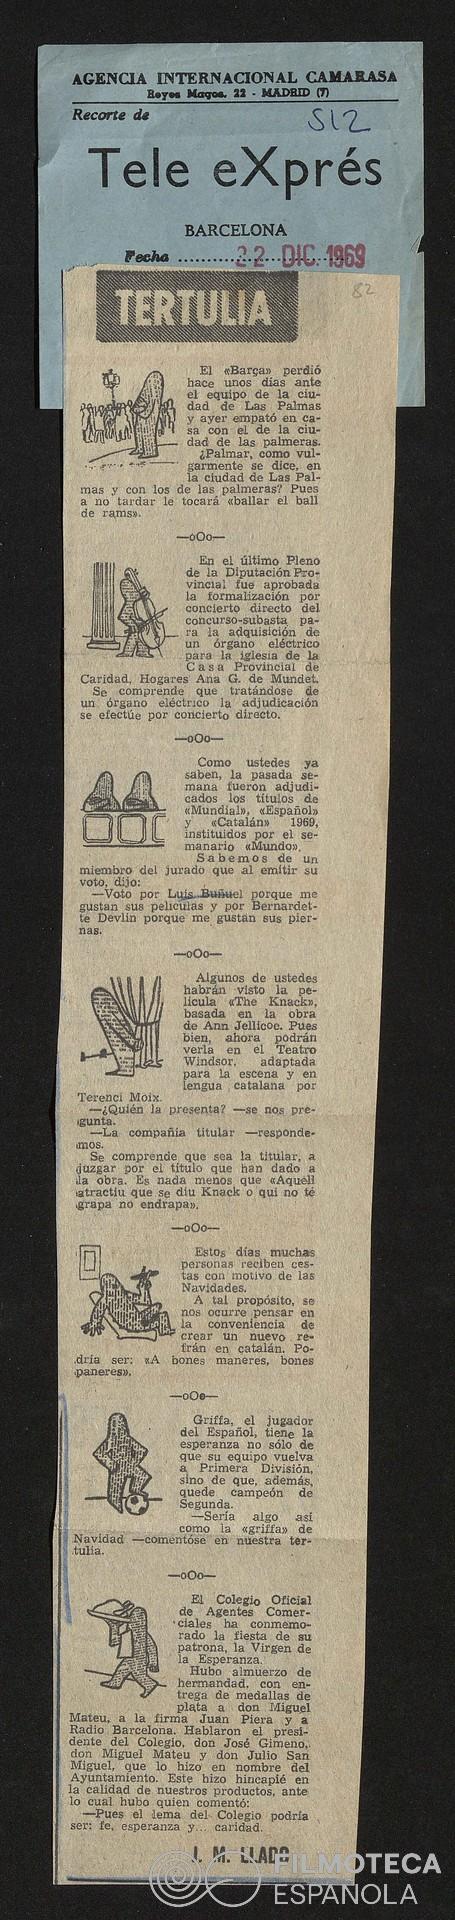 AGENCIA INTERNACIONAL CAMARASA
Reyes Magos, 22 - MADRID (7)
Recorte de
S12
Tele eXprés
BARCELONA
Fecha 22 DIC. 1969
82
TERTULIA
El «Barça» perdió
hace unos días ante
el equipo de la ciu-
dad de Las Palmas
y ayer empató en ca-
sa con el de la ciu-
dad de las palmeras.
¿Palmar, como vul-
garmente se dice, en
la ciudad de Las Pal-
mas y con los de las palmeras? Pues
a no tardar le tocará «ballar el ball
de rams».
—oOo—
En el último Pleno
de la Diputación Pro-
vincial fue aprobada
la formalización por
concierto directo del
concurso-subasta pa-
ra la adquisición de
un órgano eléctrico
para la iglesia de la
Casa Provincial de
Caridad, Hogares Ana G. de Mundet.
Se comprende que tratándose de
un órgano eléctrico la adjudicación
se efectúe por concierto directo.
—oOo—
Como ustedes ya
saben, la pasada se-
mana fueron adjudi-
cados los títulos de
«Mundial», «Español»
y «Catalán» 1969,
instituidos por el se-
manario «Mundo».
Sabemos de un
miembro del jurado que al emitir su
voto, dijo:
—Voto por Luis Buñuel porque me
gustan sus películas y por Bernardet-
te Devlin porque me gustan sus pier-
nas.
—oOo—
Algunos de ustedes
habrán visto la pe-
lícula «The Knack»,
basada en la obra
de Ann Jellicoe. Pues
bien, ahora podrán
verla en el Teatro
Windsor, adaptada
para la escena y en
lengua catalana por
Terenci Moix.
—¿Quién la presenta? —se nos pre-
gunta.
—La compañía titular —responde-
mos.
Se comprende que sea la titular, a
juzgar por el título que han dado a
la obra. Es nada menos que «Aquell
atractiu que se diu Knack o qui no té
grapa no endrapa».
—oOo—
Estos días muchas
personas reciben ces-
tas con motivo de las
Navidades.
A tal propósito, se
nos ocurre pensar en
la conveniencia de
crear un nuevo re-
frán en catalán. Po-
dría ser: «A bones maneres, bones
paneres».
—oOo—
Griffa, el jugador
del Español, tiene la
esperanza no sólo de
que su equipo vuelva
a Primera División,
sino de que, además,
quede campeón de
Segunda.
—Sería algo así
como la «griffa» de
Navidad —comentóse en nuestra ter-
tulia.
—oOo—
El Colegio Oficial
de Agentes Comer-
ciales ha conmemo-
rado la fiesta de su
patrona, la Virgen de
la Esperanza.
Hubo almuerzo de
hermandad, con en-
trega de medallas de
plata a don Miguel
Mateu, a la firma Juan Piera y a
Radio Barcelona. Hablaron el presi-
dente del Colegio, don José Gimeno,
don Miguel Mateu y don Julio San
Miguel, que lo hizo en nombre del
Ayuntamiento. Este hizo hincapié en
la calidad de nuestros productos, ante
lo cual hubo quien comentó:
—Pues el lema del Colegio podría
ser: fe, esperanza y... caridad.
J. M. LLADO
FILMOTECA
ESPAÑOLA